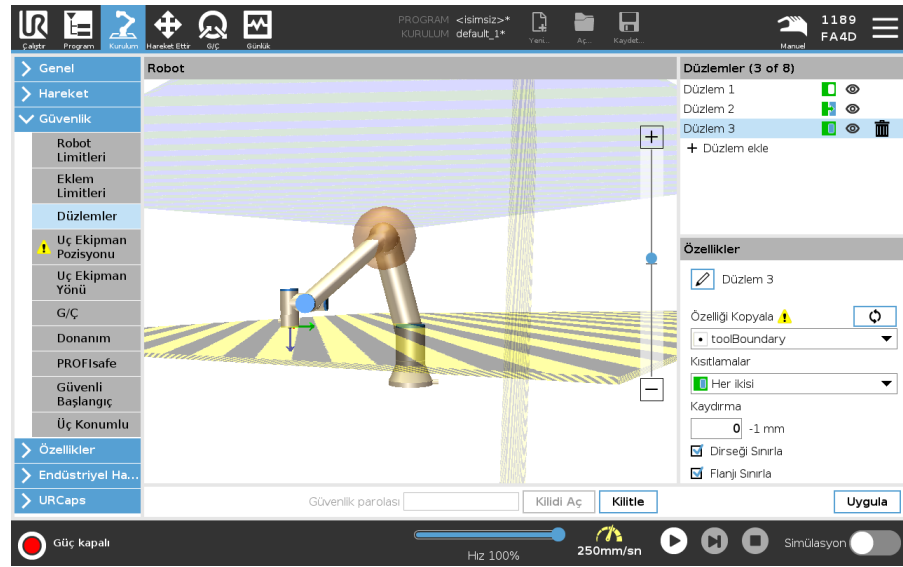 PROGRAM <isimsiz>*
KURULUM default_1*
Çalıştır
Program
Kurulum
Hareket Ettir
G/Ç
Günlük
Yeni...
Aç...
Kaydet...
Manuel
1189
FA4D
Genel
Hareket
Güvenlik
Robot
Limitleri
Eklem
Limitleri
Düzlemler
Uç Ekipman
Pozisyonu
Uç Ekipman
Yönü
G/Ç
Donanım
PROFIsafe
Güvenli
Başlangıç
Üç Konumlu
Özellikler
Endüstriyel Ha...
URCaps
Robot
Düzlemler (3 of 8)
Düzlem 1
Düzlem 2
Düzlem 3
+ Düzlem ekle
Özellikler
Düzlem 3
Özelliği Kopyala
toolBoundary
Kısıtlamalar
Her ikisi
Kaydırma
0 -1 mm
Dirseği Sınırla
Flanjı Sınırla
Güvenlik parolası
Kilidi Aç
Kilitle
Uygula
Güç kapalı
Hız 100%
250mm/sn
Simülasyon